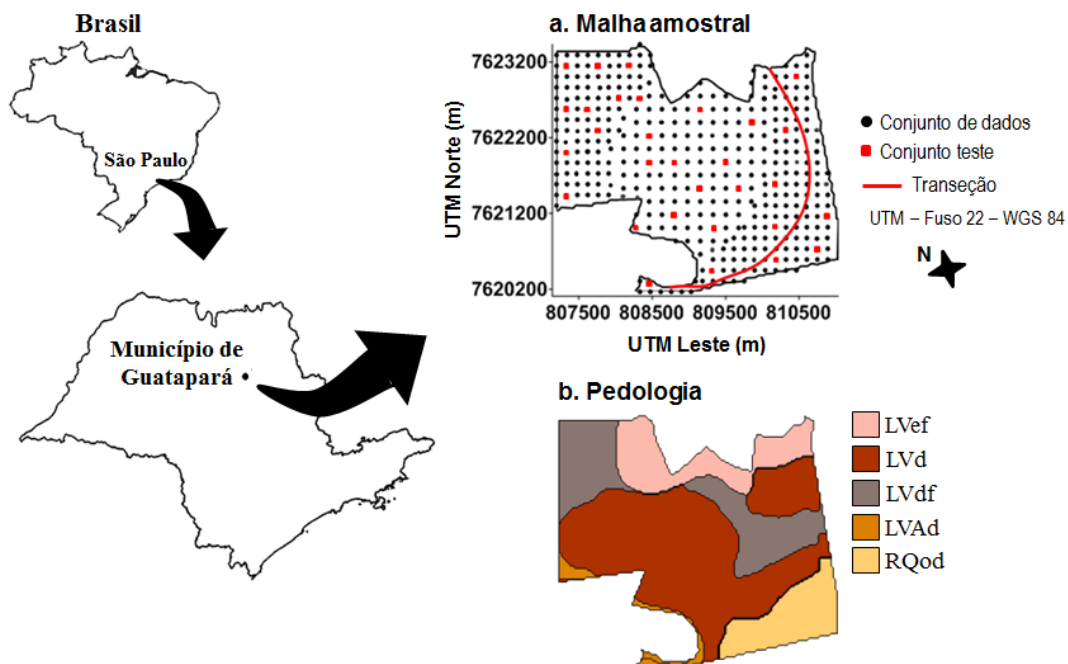 Brasil
São Paulo
Município de
Guatapará
a. Malha amostral
UTM Norte (m)
7623200
7622200
7621200
7620200
807500 808500 809500 810500
UTM Leste (m)
Conjunto de dados
Conjunto teste
Transeção
UTM – Fuso 22 – WGS 84
N
b. Pedologia
LVef
LVd
LVdf
LVAd
RQod